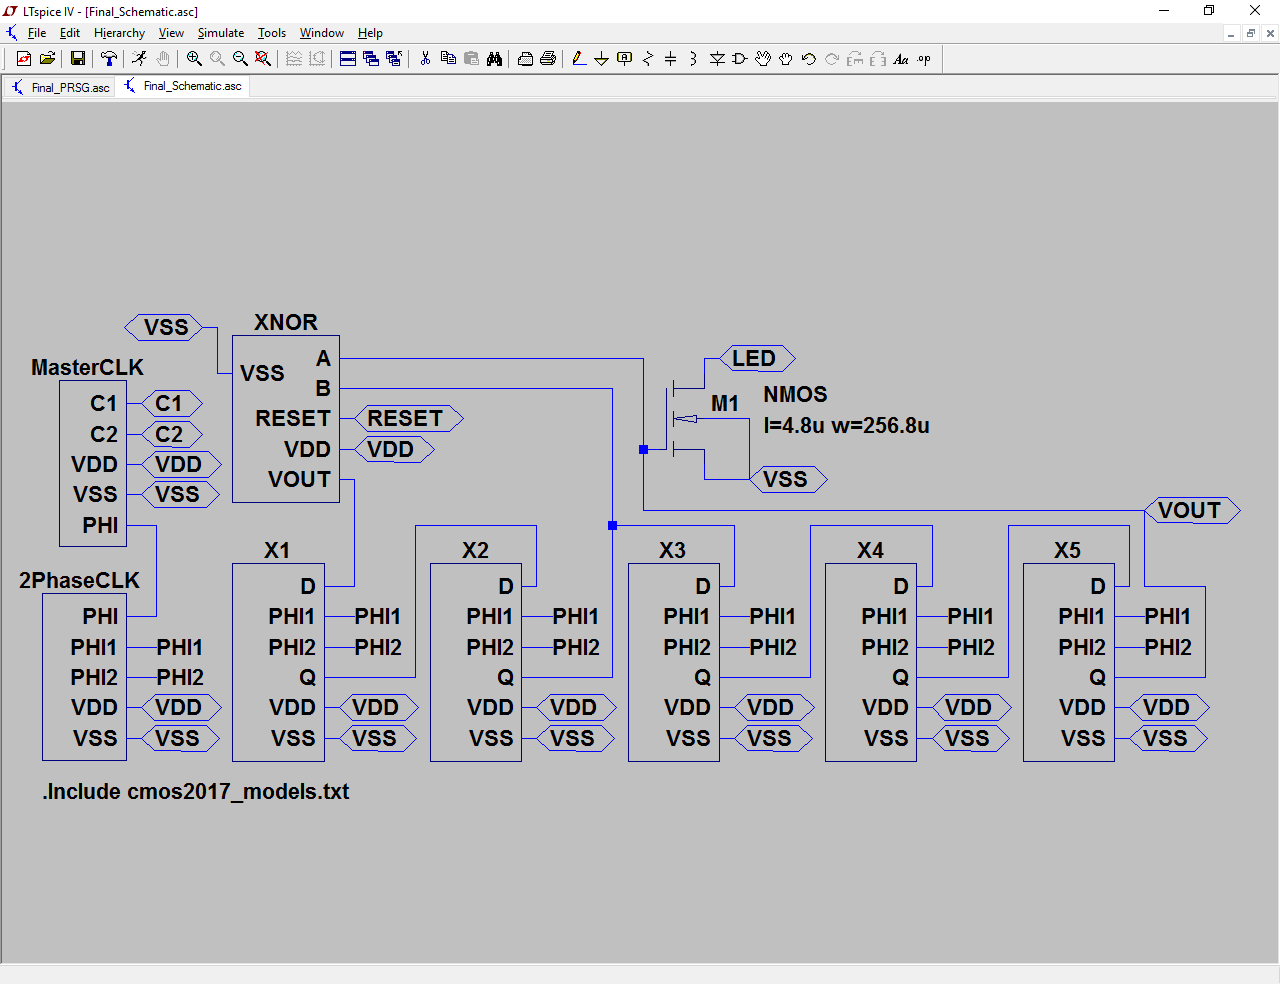 LTspice IV - [Final_Schematic.asc]
File Edit Hierarchy View Simulate Tools Window Help
Aa .op
Final_PRSG.asc Final_Schematic.asc
VSS
XNOR
VSS
A
B
RESET RESET
VDD VDD
VOUT
MasterCLK
C1 C1
C2 C2
VDD VDD
VSS VSS
PHI
LED
M1
NMOS
l=4.8u w=256.8u
VSS
VOUT
2PhaseCLK
PHI
PHI1 PHI1
PHI2 PHI2
VDD VDD
VSS VSS
X1
D
PHI1 PHI1
PHI2 PHI2
Q
VDD VDD
VSS VSS
X2
D
PHI1 PHI1
PHI2 PHI2
Q
VDD VDD
VSS VSS
X3
D
PHI1 PHI1
PHI2 PHI2
Q
VDD VDD
VSS VSS
X4
D
PHI1 PHI1
PHI2 PHI2
Q
VDD VDD
VSS VSS
X5
D
PHI1 PHI1
PHI2 PHI2
Q
VDD VDD
VSS VSS
.Include cmos2017_models.txt